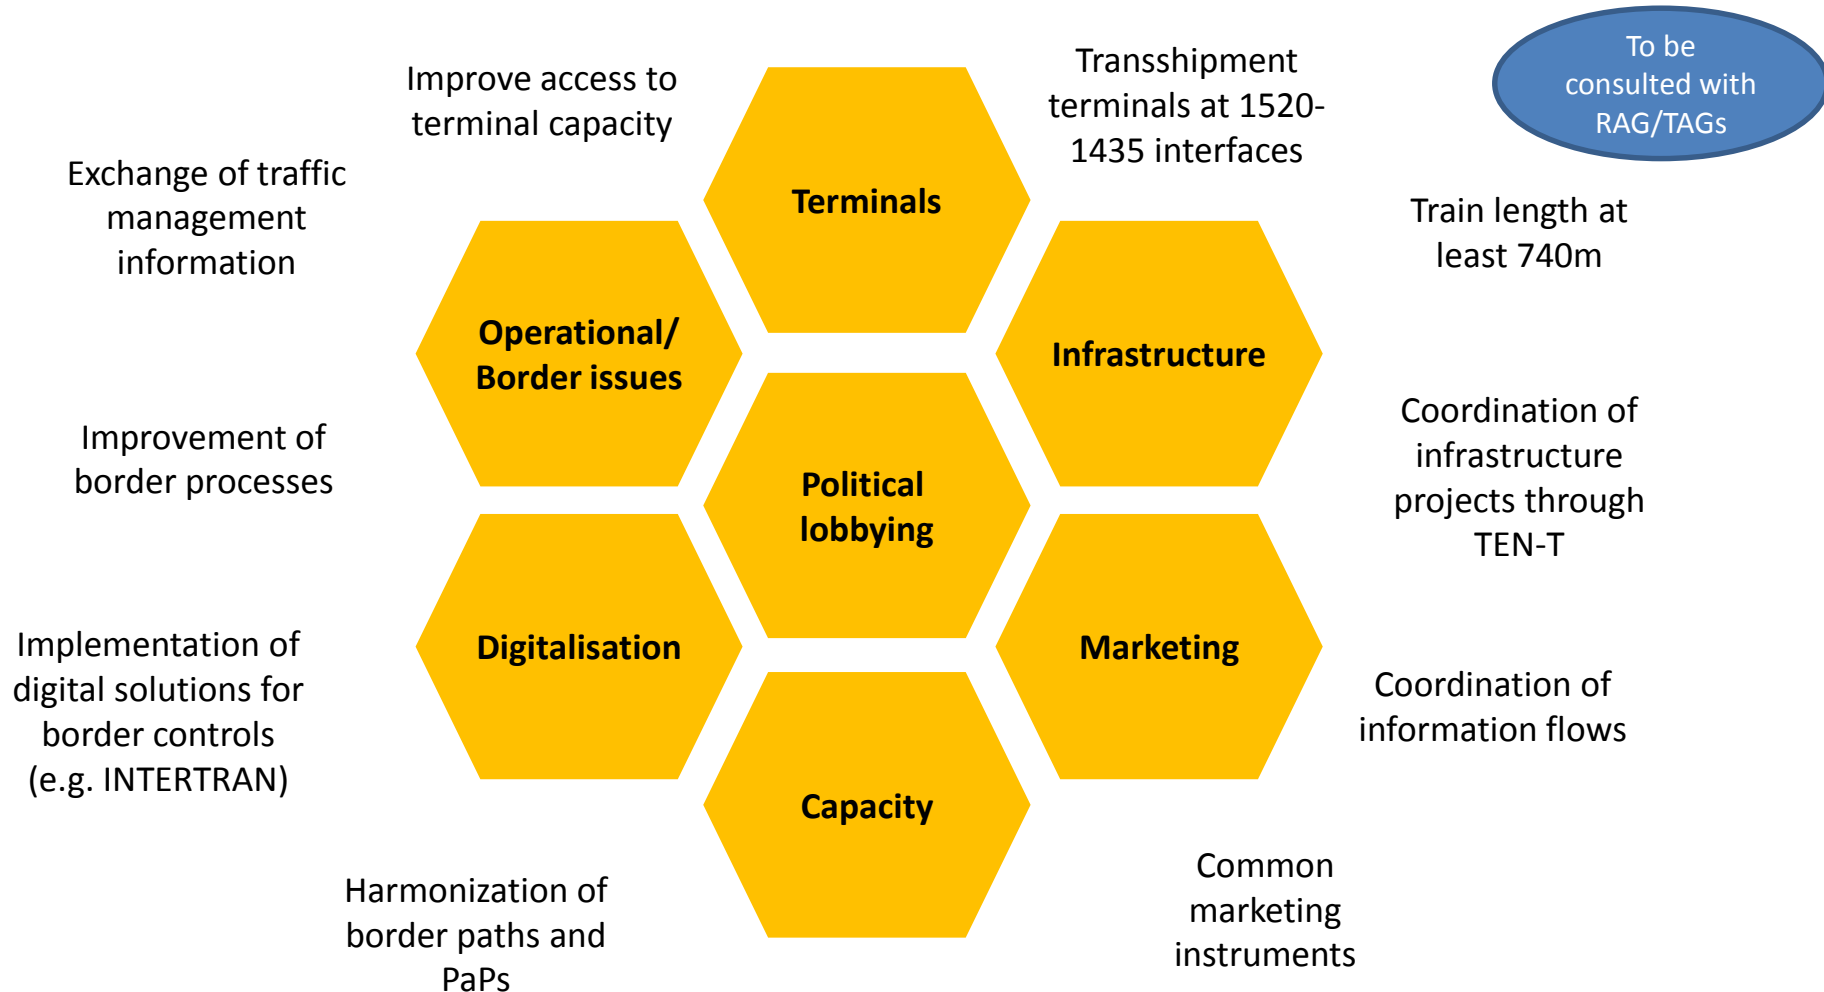 To be
consulted with
RAG/TAGs
Improve access to
terminal capacity
Transshipment
terminals at 1520-
1435 interfaces
Terminals
Exchange of traffic
management
information
Train length at
least 740m
Operational/
Border issues
Infrastructure
Improvement of
border processes
Political
lobbying
Coordination of
infrastructure
projects through
TEN-T
Implementation of
digital solutions for
border controls
(e.g. INTERTRAN)
Digitalisation
Marketing
Coordination of
information flows
Capacity
Harmonization of
border paths and
PaPs
Common
marketing
instruments